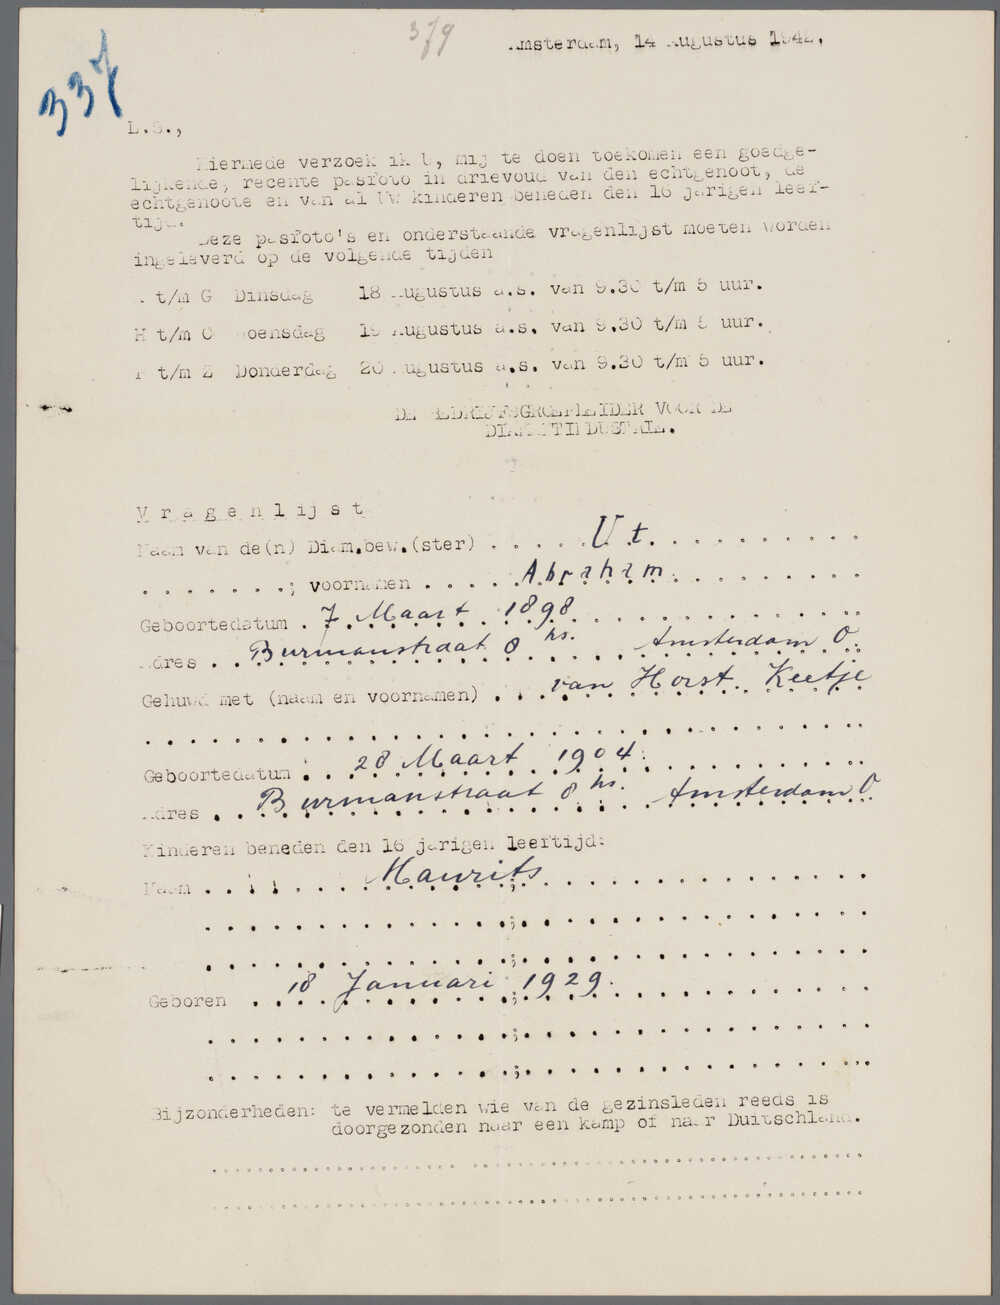 379
Amsterdam, 14 Augustus 1942.
337
L.S.,
Hiermede verzoek ik U, mij te doen toekomen een goedge-
lijkende, recente pasfoto in drievoud van den echtgenoot, de
echtgenoote en van al Uw kinderen beneden den 16 jarigen leef-
tijd.
Deze pasfoto's en onderstaande vragenlijst moeten worden
ingeleverd op de volgende tijden
A t/m G Dinsdag 18 Augustus a.s. van 9.30 t/m 5 uur.
H t/m O Woensdag 19 Augustus a.s. van 9.30 t/m 5 uur.
P t/m Z Donderdag 20 Augustus a.s. van 9.30 t/m 5 uur.
DE BEDRIJFSGROEPLEIDER VOOR DE
DIAMANTINDUSTRIE.
Vragenlijst
Naam van de(n) Diam.bew.(ster) . . . . . Ut. . . . . . . . .
. . . . . . .; voornamen . . . . . Abraham. . . . . . . .
Geboortedatum . 7 Maart 1898 . . . . . . . . . .
Adres . . Burmanstraat 8 hs. Amsterdam O.
Gehuwd met (naam en voornamen) . . . van Horst Keetje
. . . . . . . . . . . . . . . . . . . . . . . . . . . . . .
Geboortedatum . . 28 Maart 1904. . . . . . . . .
Adres . . Burmanstraat 8 hs. Amsterdam O
Kinderen beneden den 16 jarigen leeftijd:
Naam . . . . . . . . Maurits ; . . . . . . . . . . . . . .
. . . . . . . . . . . . . ; . . . . . . . . . . . . . . .
. . . . . . . . . . . . . ; . . . . . . . . . . . . . . .
Geboren . . 18 Januari ; 1929. . . . . . . . . . . .
. . . . . . . . . . . . . ; . . . . . . . . . . . . . . .
. . . . . . . . . . . . . ; . . . . . . . . . . . . . . .
Bijzonderheden: te vermelden wie van de gezinsleden reeds is
doorgezonden naar een kamp of naar Duitschland.
. . . . . . . . . . . . . . . . . . . . . . . . . . . . . .
. . . . . . . . . . . . . . . . . . . . . . . . . . . . . .